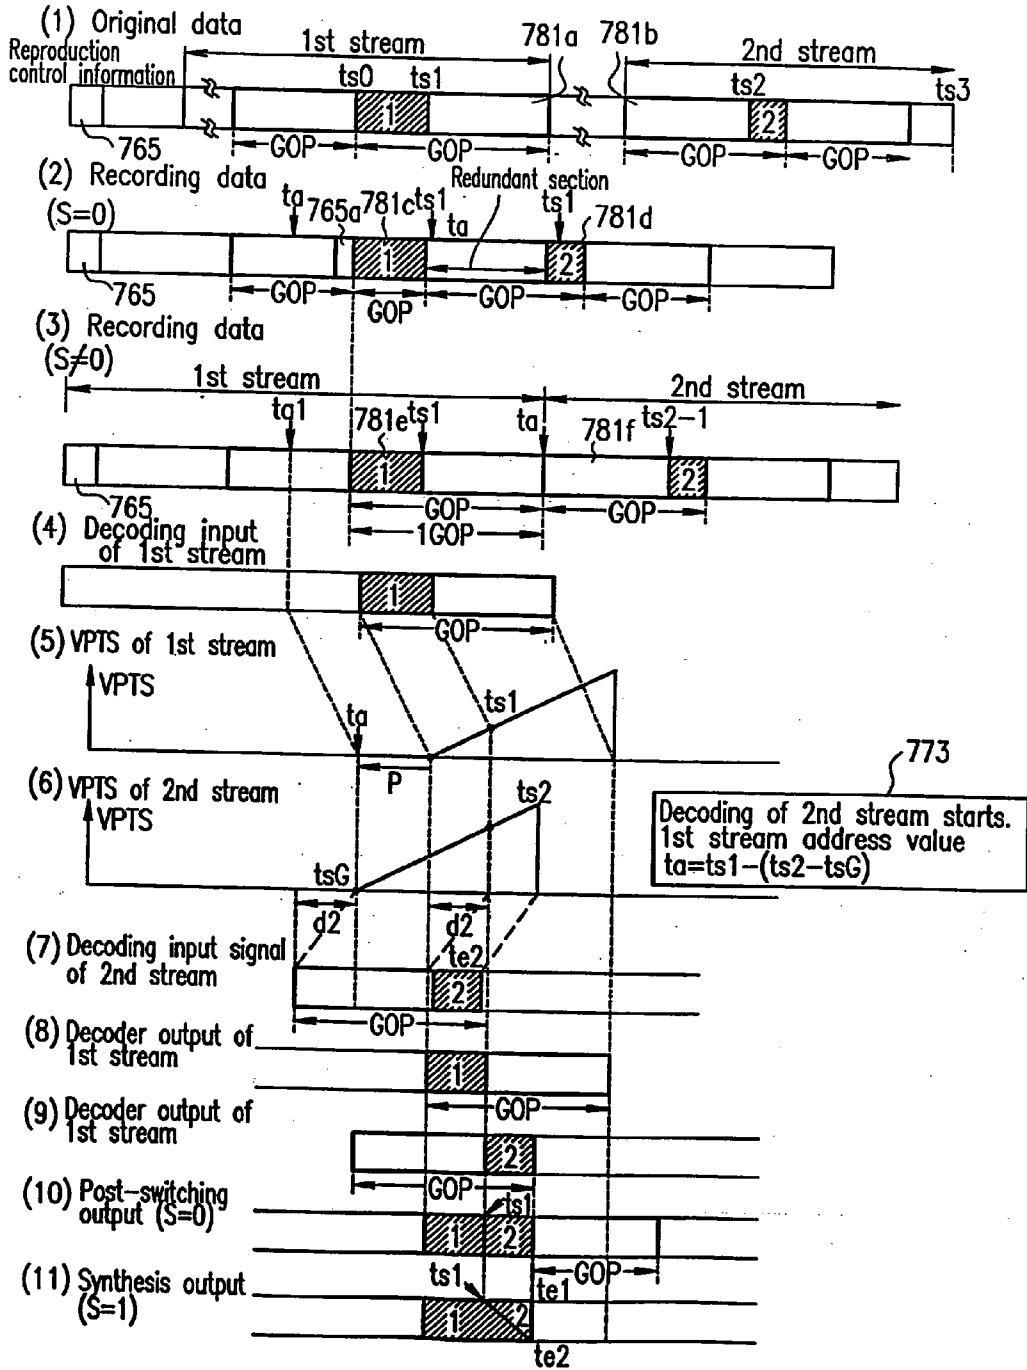 (1) Original data
Reproduction control information
1st stream
781a
781b
2nd stream
ts0
ts1
ts2
ts3
1
2
765
GOP
GOP
GOP
GOP
(2) Recording data
(S=0)
Redundant section
ta
765a
781c
ts1
ta
ts1
781d
1
2
765
GOP
GOP
GOP
GOP
(3) Recording data
(S≠0)
1st stream
2nd stream
ta1
781e
ts1
ta
781f
ts2-1
1
2
765
GOP
GOP
1GOP
(4) Decoding input
of 1st stream
1
GOP
(5) VPTS of 1st stream
VPTS
ta
ts1
P
773
(6) VPTS of 2nd stream
VPTS
ts2
Decoding of 2nd stream starts.
1st stream address value
ta=ts1-(ts2-tsG)
tsG
d2
d2
(7) Decoding input signal
of 2nd stream
te2
2
GOP
(8) Decoder output of
1st stream
1
GOP
(9) Decoder output of
1st stream
2
GOP
(10) Post-switching
output (S=0)
ts1
1
2
GOP
(11) Synthesis output
(S=1)
ts1
te1
1
2
te2